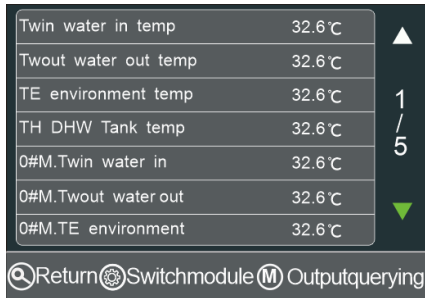 Twin water in temp 32.6℃
Twout water out temp 32.6℃
TE environment temp 32.6℃
TH DHW Tank temp 32.6℃
0#M.Twin water in 32.6℃
0#M.Twout water out 32.6℃
0#M.TE environment 32.6℃
1
/
5
Return Switchmodule M Outputquerying